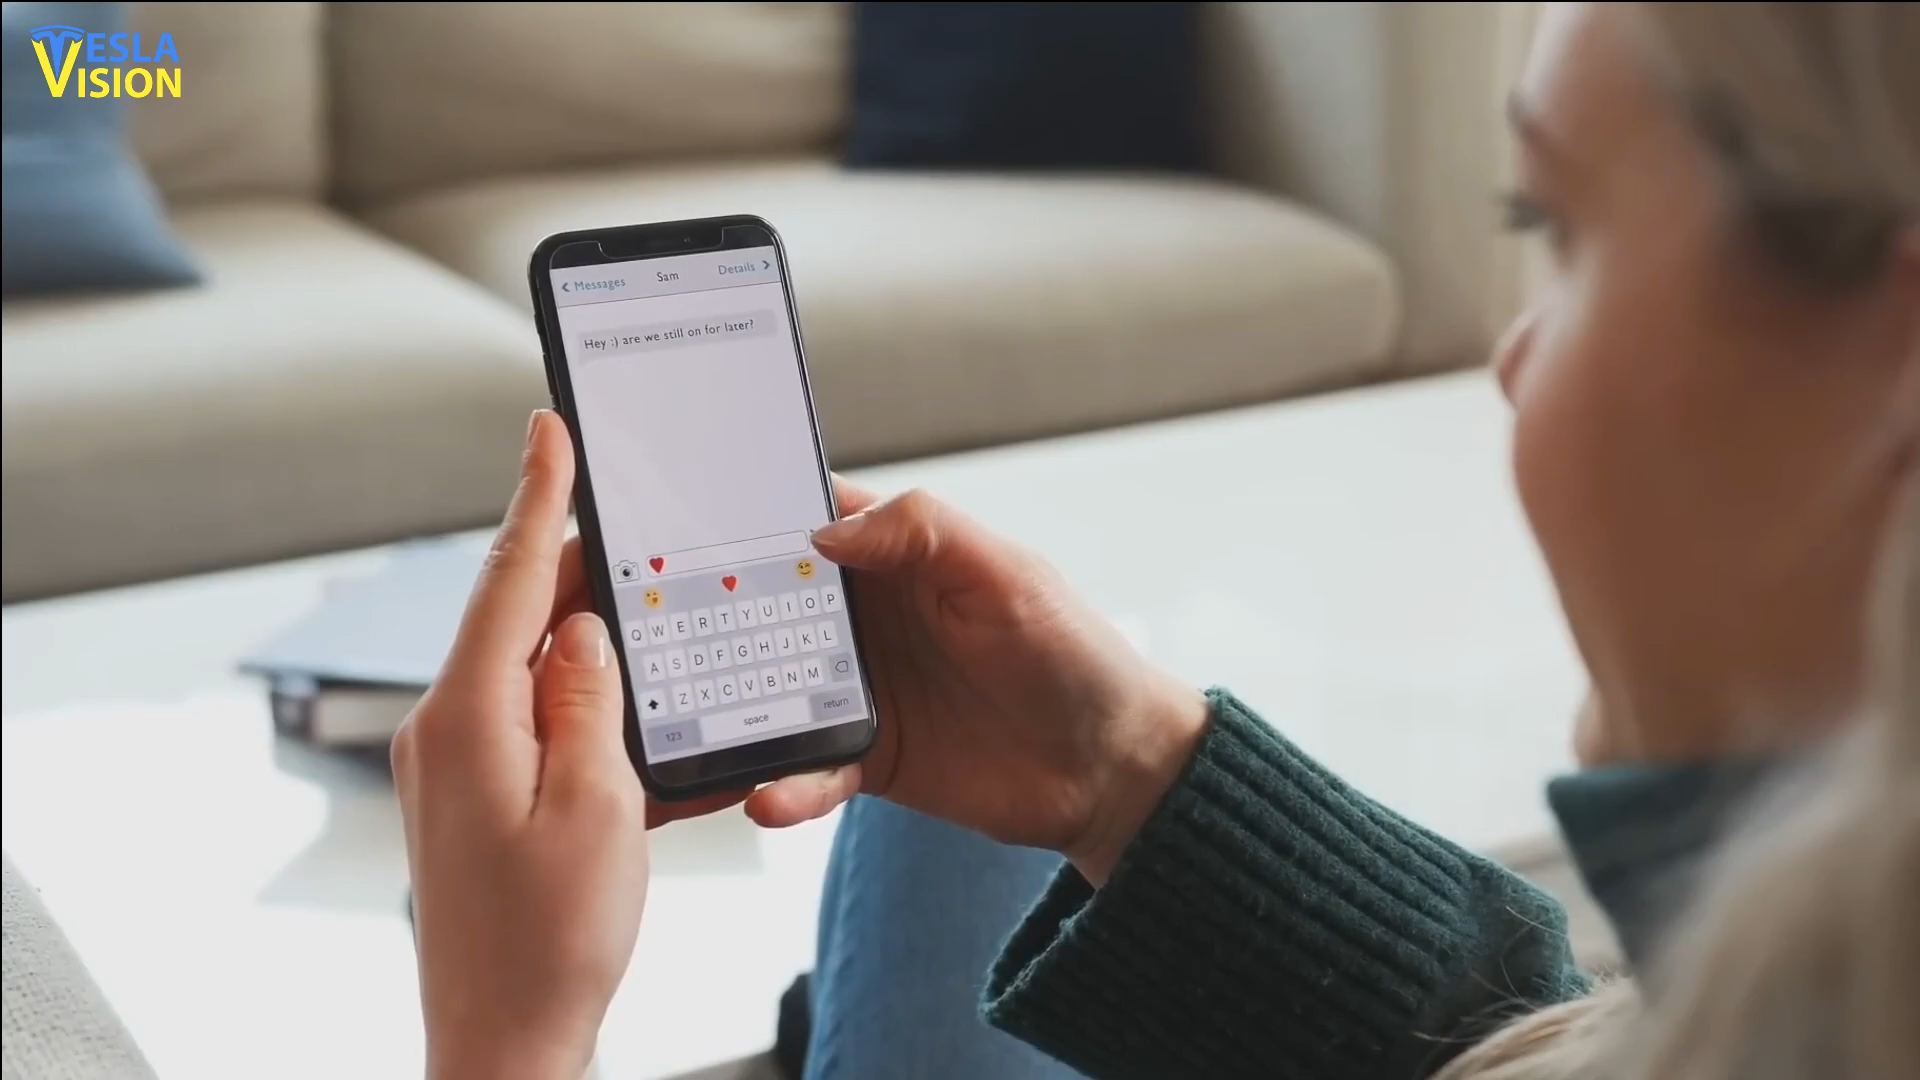 TESLA
VISION
Messages Sam Details
Hey :) are we still on for later?
Q W E R T Y U I O P
A S D F G H J K L
Z X C V B N M
123 space return